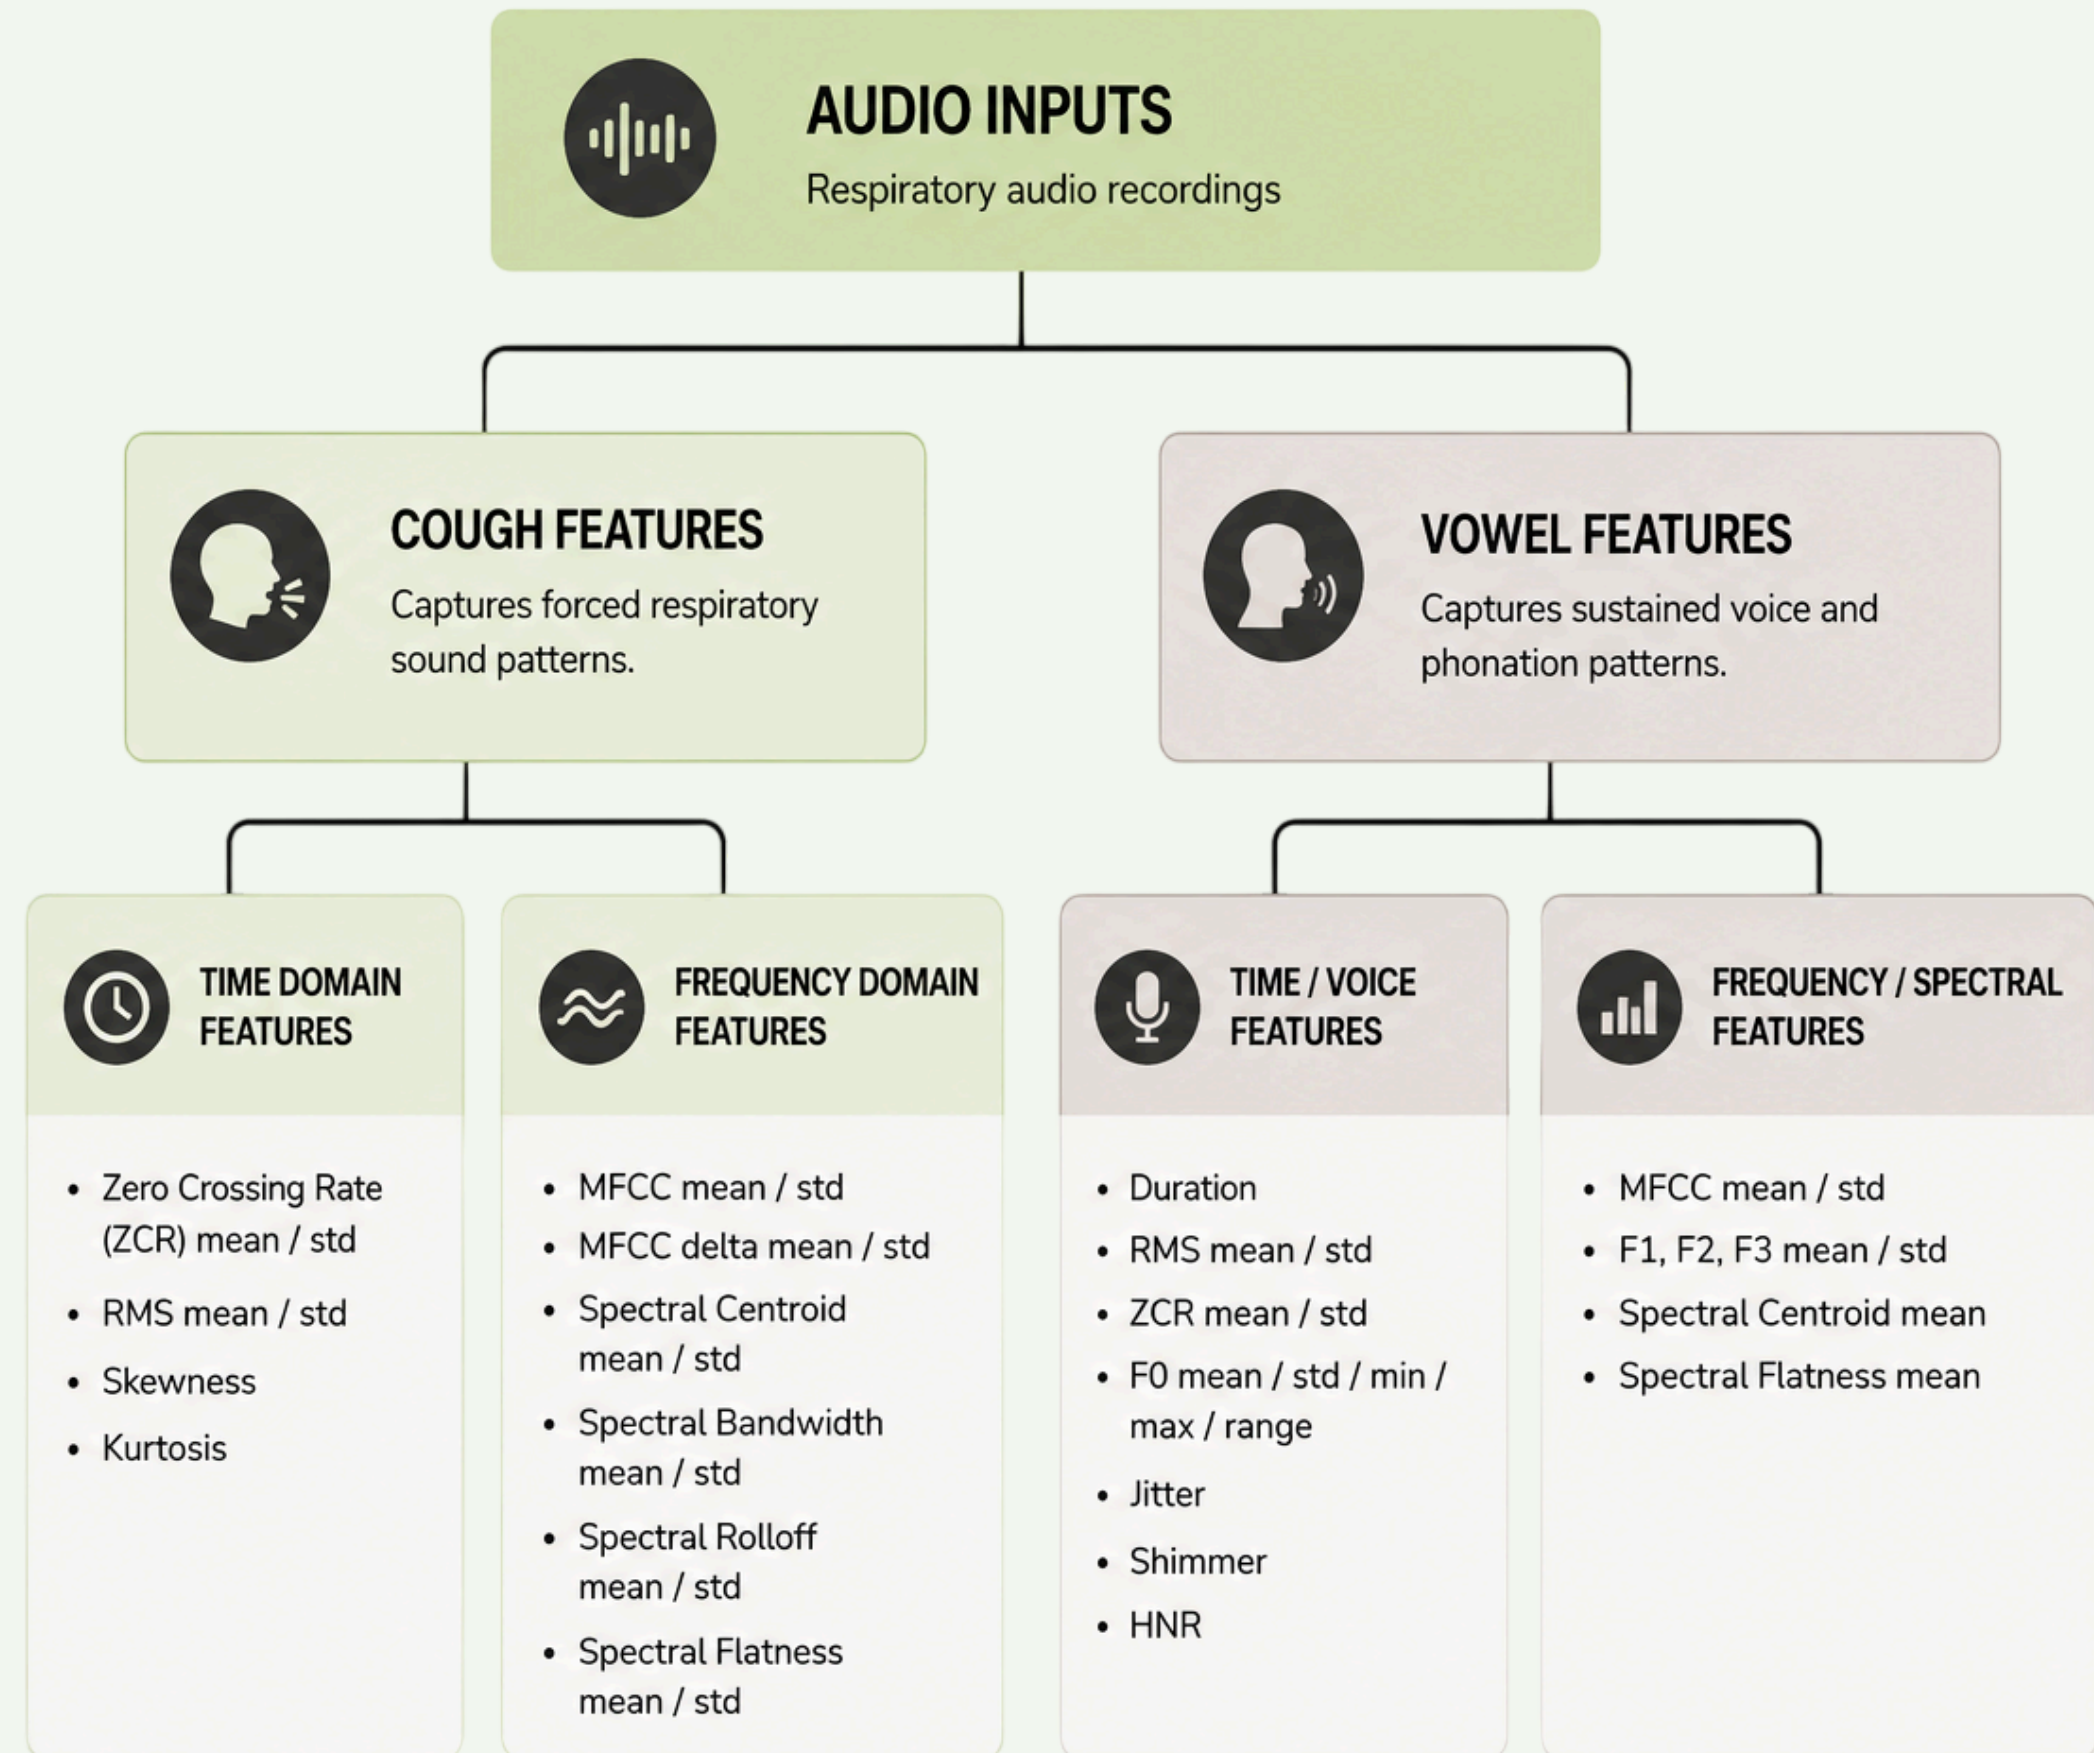 AUDIO INPUTS
Respiratory audio recordings
COUGH FEATURES
Captures forced respiratory
sound patterns.
VOWEL FEATURES
Captures sustained voice and
phonation patterns.
TIME DOMAIN
FEATURES
• Zero Crossing Rate
(ZCR) mean / std
• RMS mean / std
• Skewness
• Kurtosis
FREQUENCY DOMAIN
FEATURES
• MFCC mean / std
• MFCC delta mean / std
• Spectral Centroid
mean / std
• Spectral Bandwidth
mean / std
• Spectral Rolloff
mean / std
• Spectral Flatness
mean / std
TIME / VOICE
FEATURES
• Duration
• RMS mean / std
• ZCR mean / std
• F0 mean / std / min /
max / range
• Jitter
• Shimmer
• HNR
FREQUENCY / SPECTRAL
FEATURES
• MFCC mean / std
• F1, F2, F3 mean / std
• Spectral Centroid mean
• Spectral Flatness mean